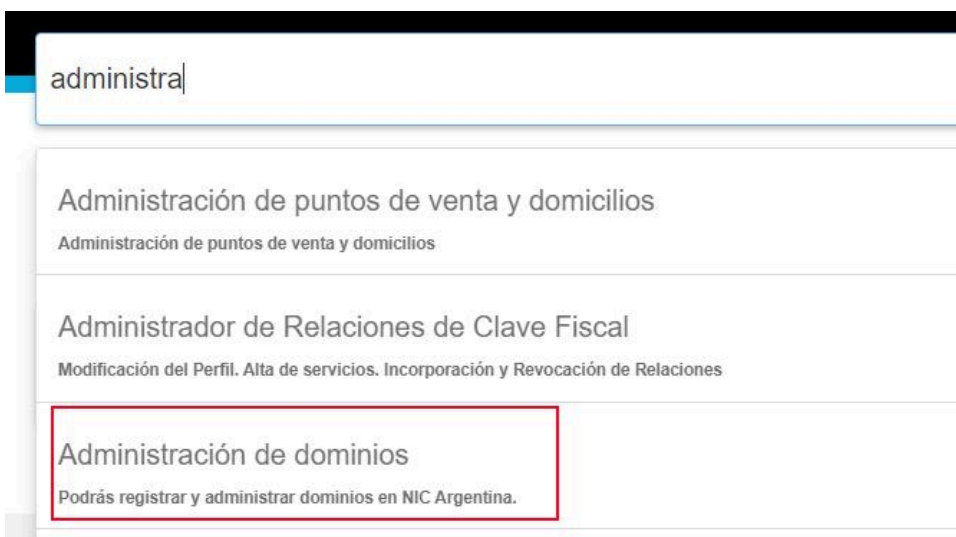 administra
Administración de puntos de venta y domicilios
Administración de puntos de venta y domicilios
Administrador de Relaciones de Clave Fiscal
Modificación del Perfil. Alta de servicios. Incorporación y Revocación de Relaciones
Administración de dominios
Podrás registrar y administrar dominios en NIC Argentina.